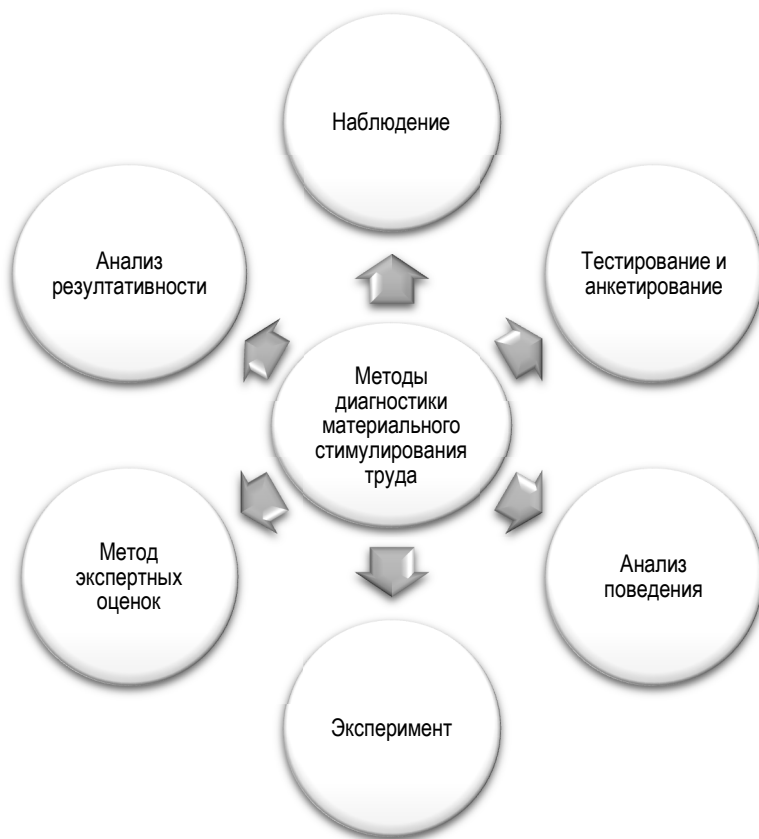 Наблюдение
Тестирование и
анкетирование
Анализ
поведения
Эксперимент
Метод
экспертных
оценок
Анализ
резултативности
Методы
диагностики
материального
стимулирования
труда